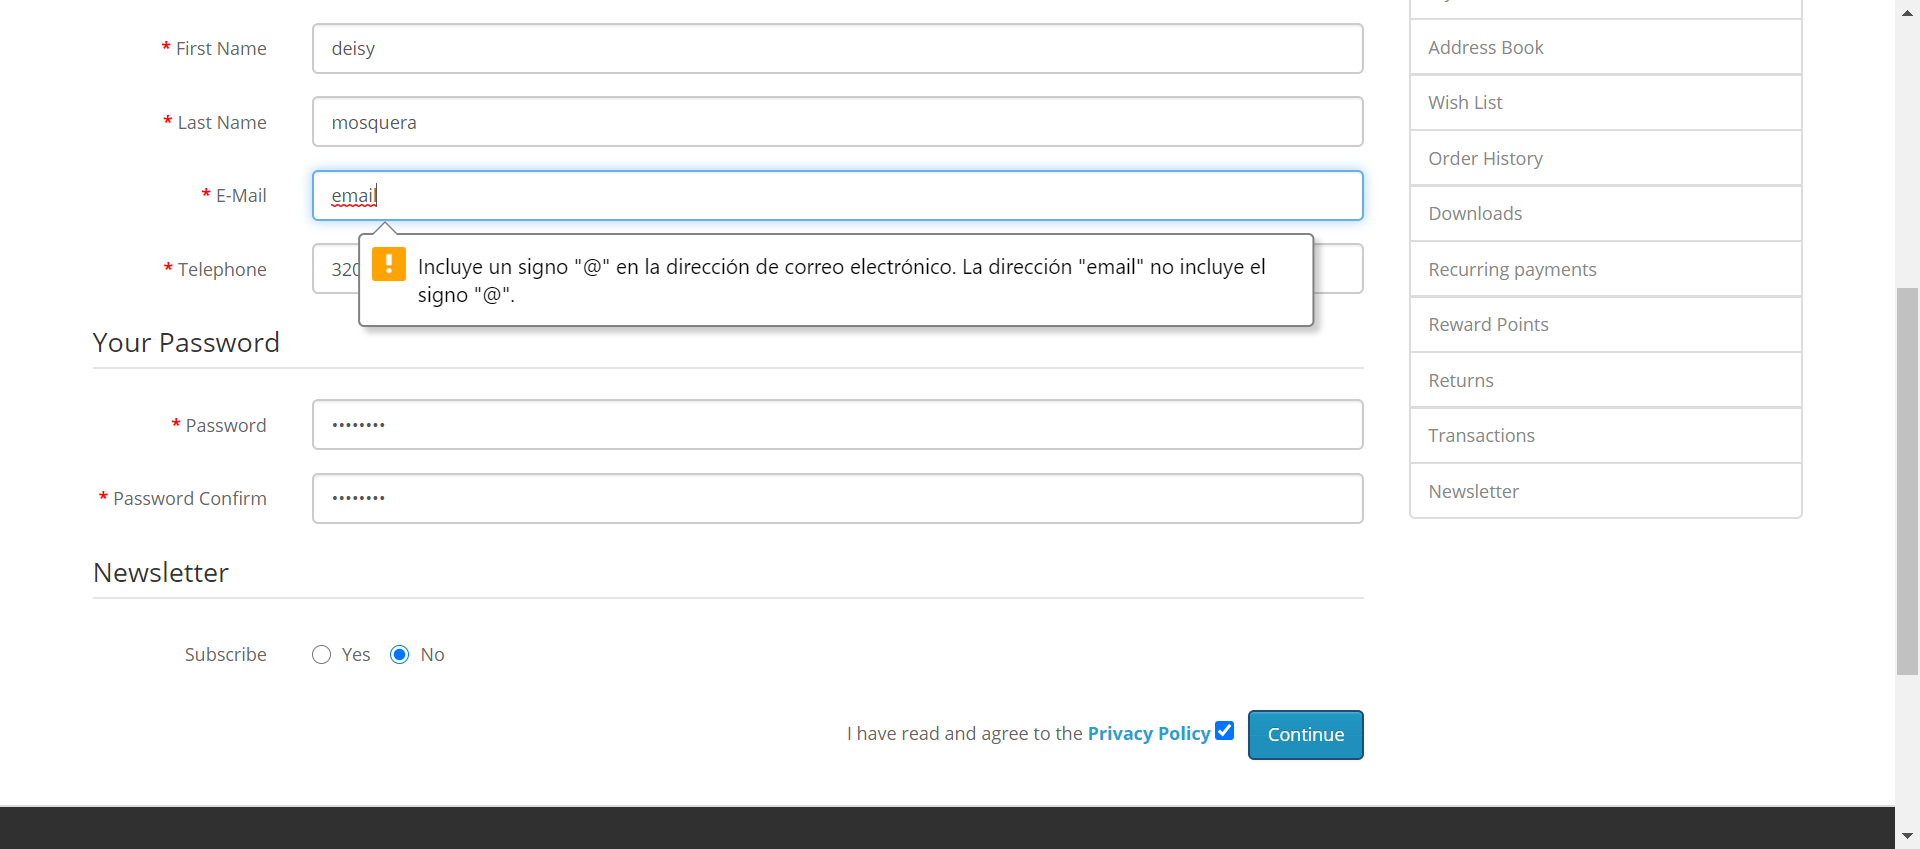 * First Name
deisy
* Last Name
mosquera
* E-Mail
email
* Telephone
320
Incluye un signo "@" en la dirección de correo electrónico. La dirección "email" no incluye el
signo "@".
Your Password
* Password
••••••••
* Password Confirm
••••••••
Newsletter
Subscribe
Yes
No
I have read and agree to the Privacy Policy
Continue
Address Book
Wish List
Order History
Downloads
Recurring payments
Reward Points
Returns
Transactions
Newsletter